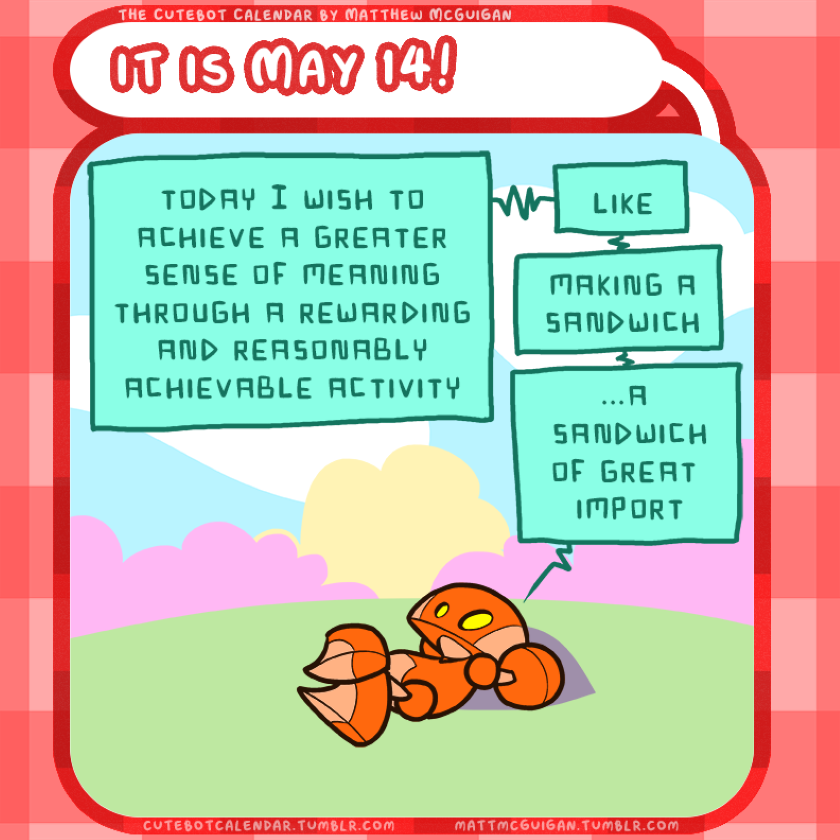 The Cutebot Calendar by Matthew McGuigan
IT IS MAY 14!
TODAY I WISH TO
ACHIEVE A GREATER
SENSE OF MEANING
THROUGH A REWARDING
AND REASONABLY
ACHIEVABLE ACTIVITY
LIKE
MAKING A
SANDWICH
...A
SANDWICH
OF GREAT
IMPORT
CUTEBOTCALENDAR.TUMBLR.COM
MATTMCGUIGAN.TUMBLR.COM